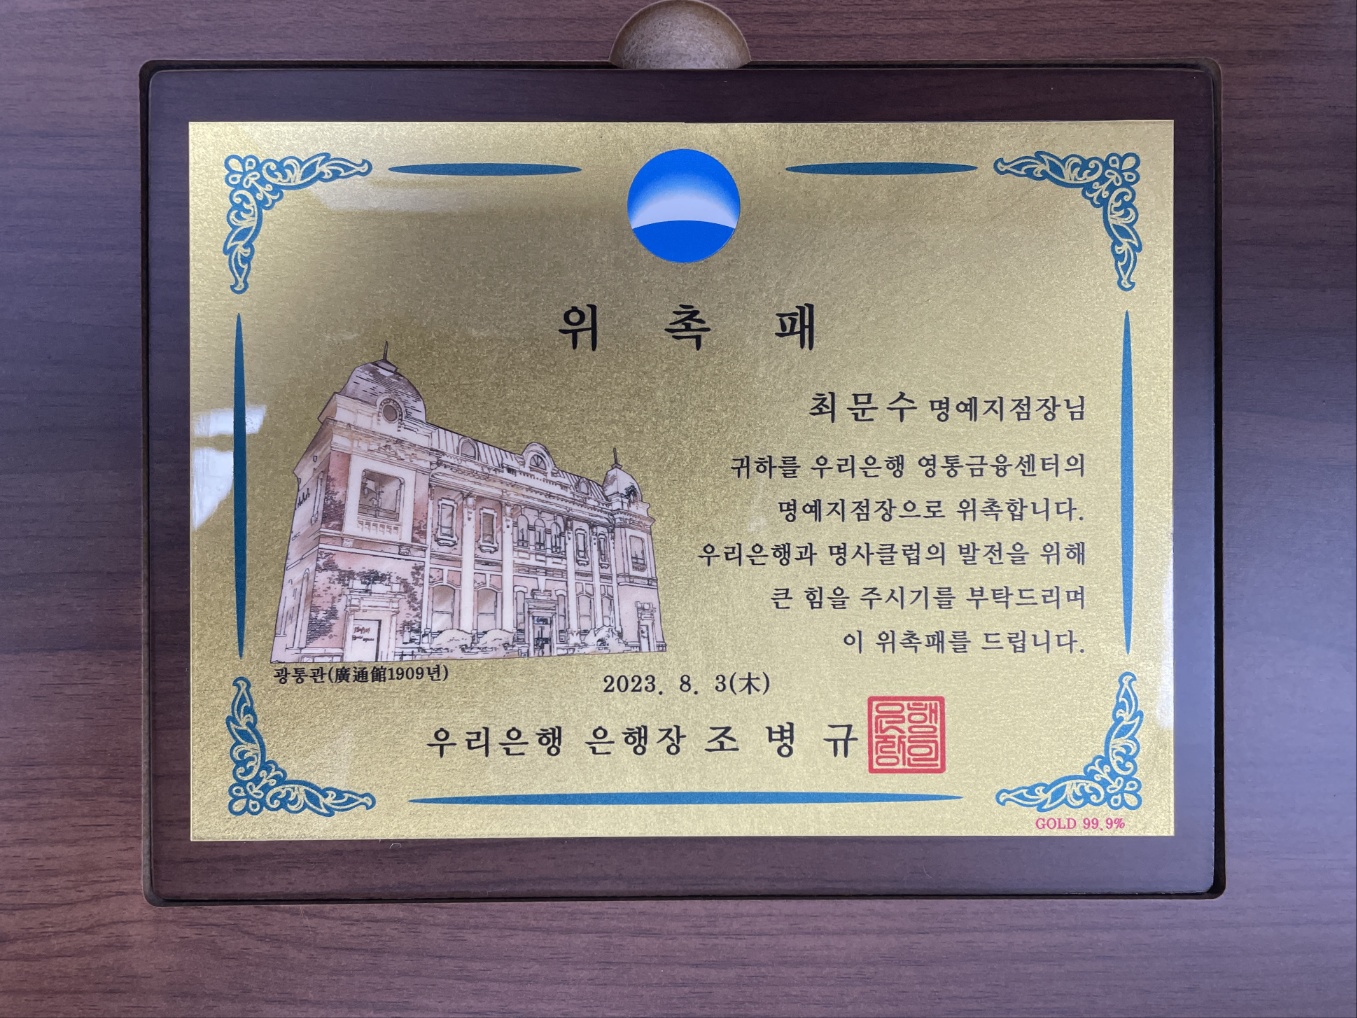 위 촉 패
최문수 명예지점장님
귀하를 우리은행 영통금융센터의
명예지점장으로 위촉합니다.
우리은행과 명사클럽의 발전을 위해
큰 힘을 주시기를 부탁드리며
이 위촉패를 드립니다.
광통관(廣通館1909년)
2023. 8. 3(木)
우리은행 은행장 조 병 규
GOLD 99.9%